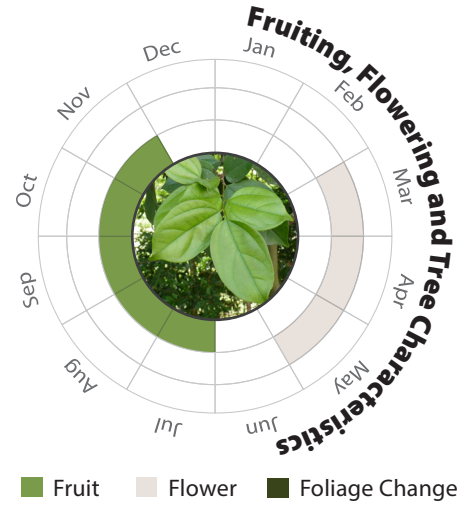 Fruiting, Flowering and Tree Characteristics
Jan
Feb
Mar
Apr
May
Jun
Jul
Aug
Sep
Oct
Nov
Dec
Fruit
Flower
Foliage Change